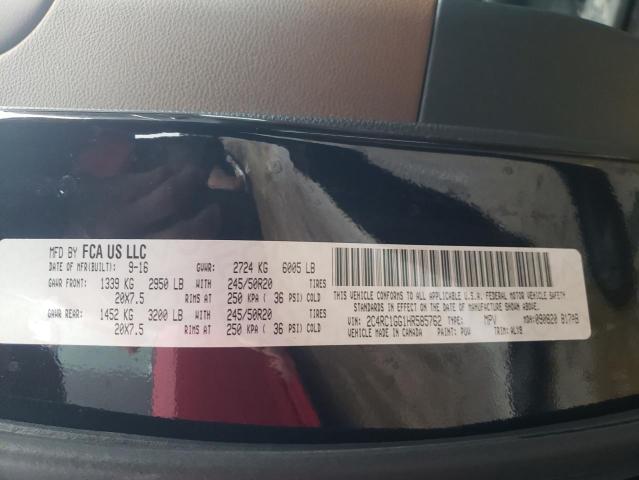 MFD BY FCA US LLC
DATE OF MFR(BUILT): 9-16 GVWR: 2724 KG 6005 LB
GAWR FRONT: 1339 KG 2950 LB WITH 245/50R20 TIRES
20X7.5 RIMS AT 250 KPA ( 36 PSI) COLD
GAWR REAR: 1452 KG 3200 LB WITH 245/50R20 TIRES
20X7.5 RIMS AT 250 KPA ( 36 PSI) COLD
THIS VEHICLE CONFORMS TO ALL APPLICABLE U.S.A. FEDERAL MOTOR VEHICLE SAFETY
STANDARDS IN EFFECT ON THE DATE OF MANUFACTURE SHOWN ABOVE.
VIN: 2C4RC1GG1HR585762 TYPE: MPV MDH: 090820
VEHICLE MADE IN CANADA PAINT: TRIM: